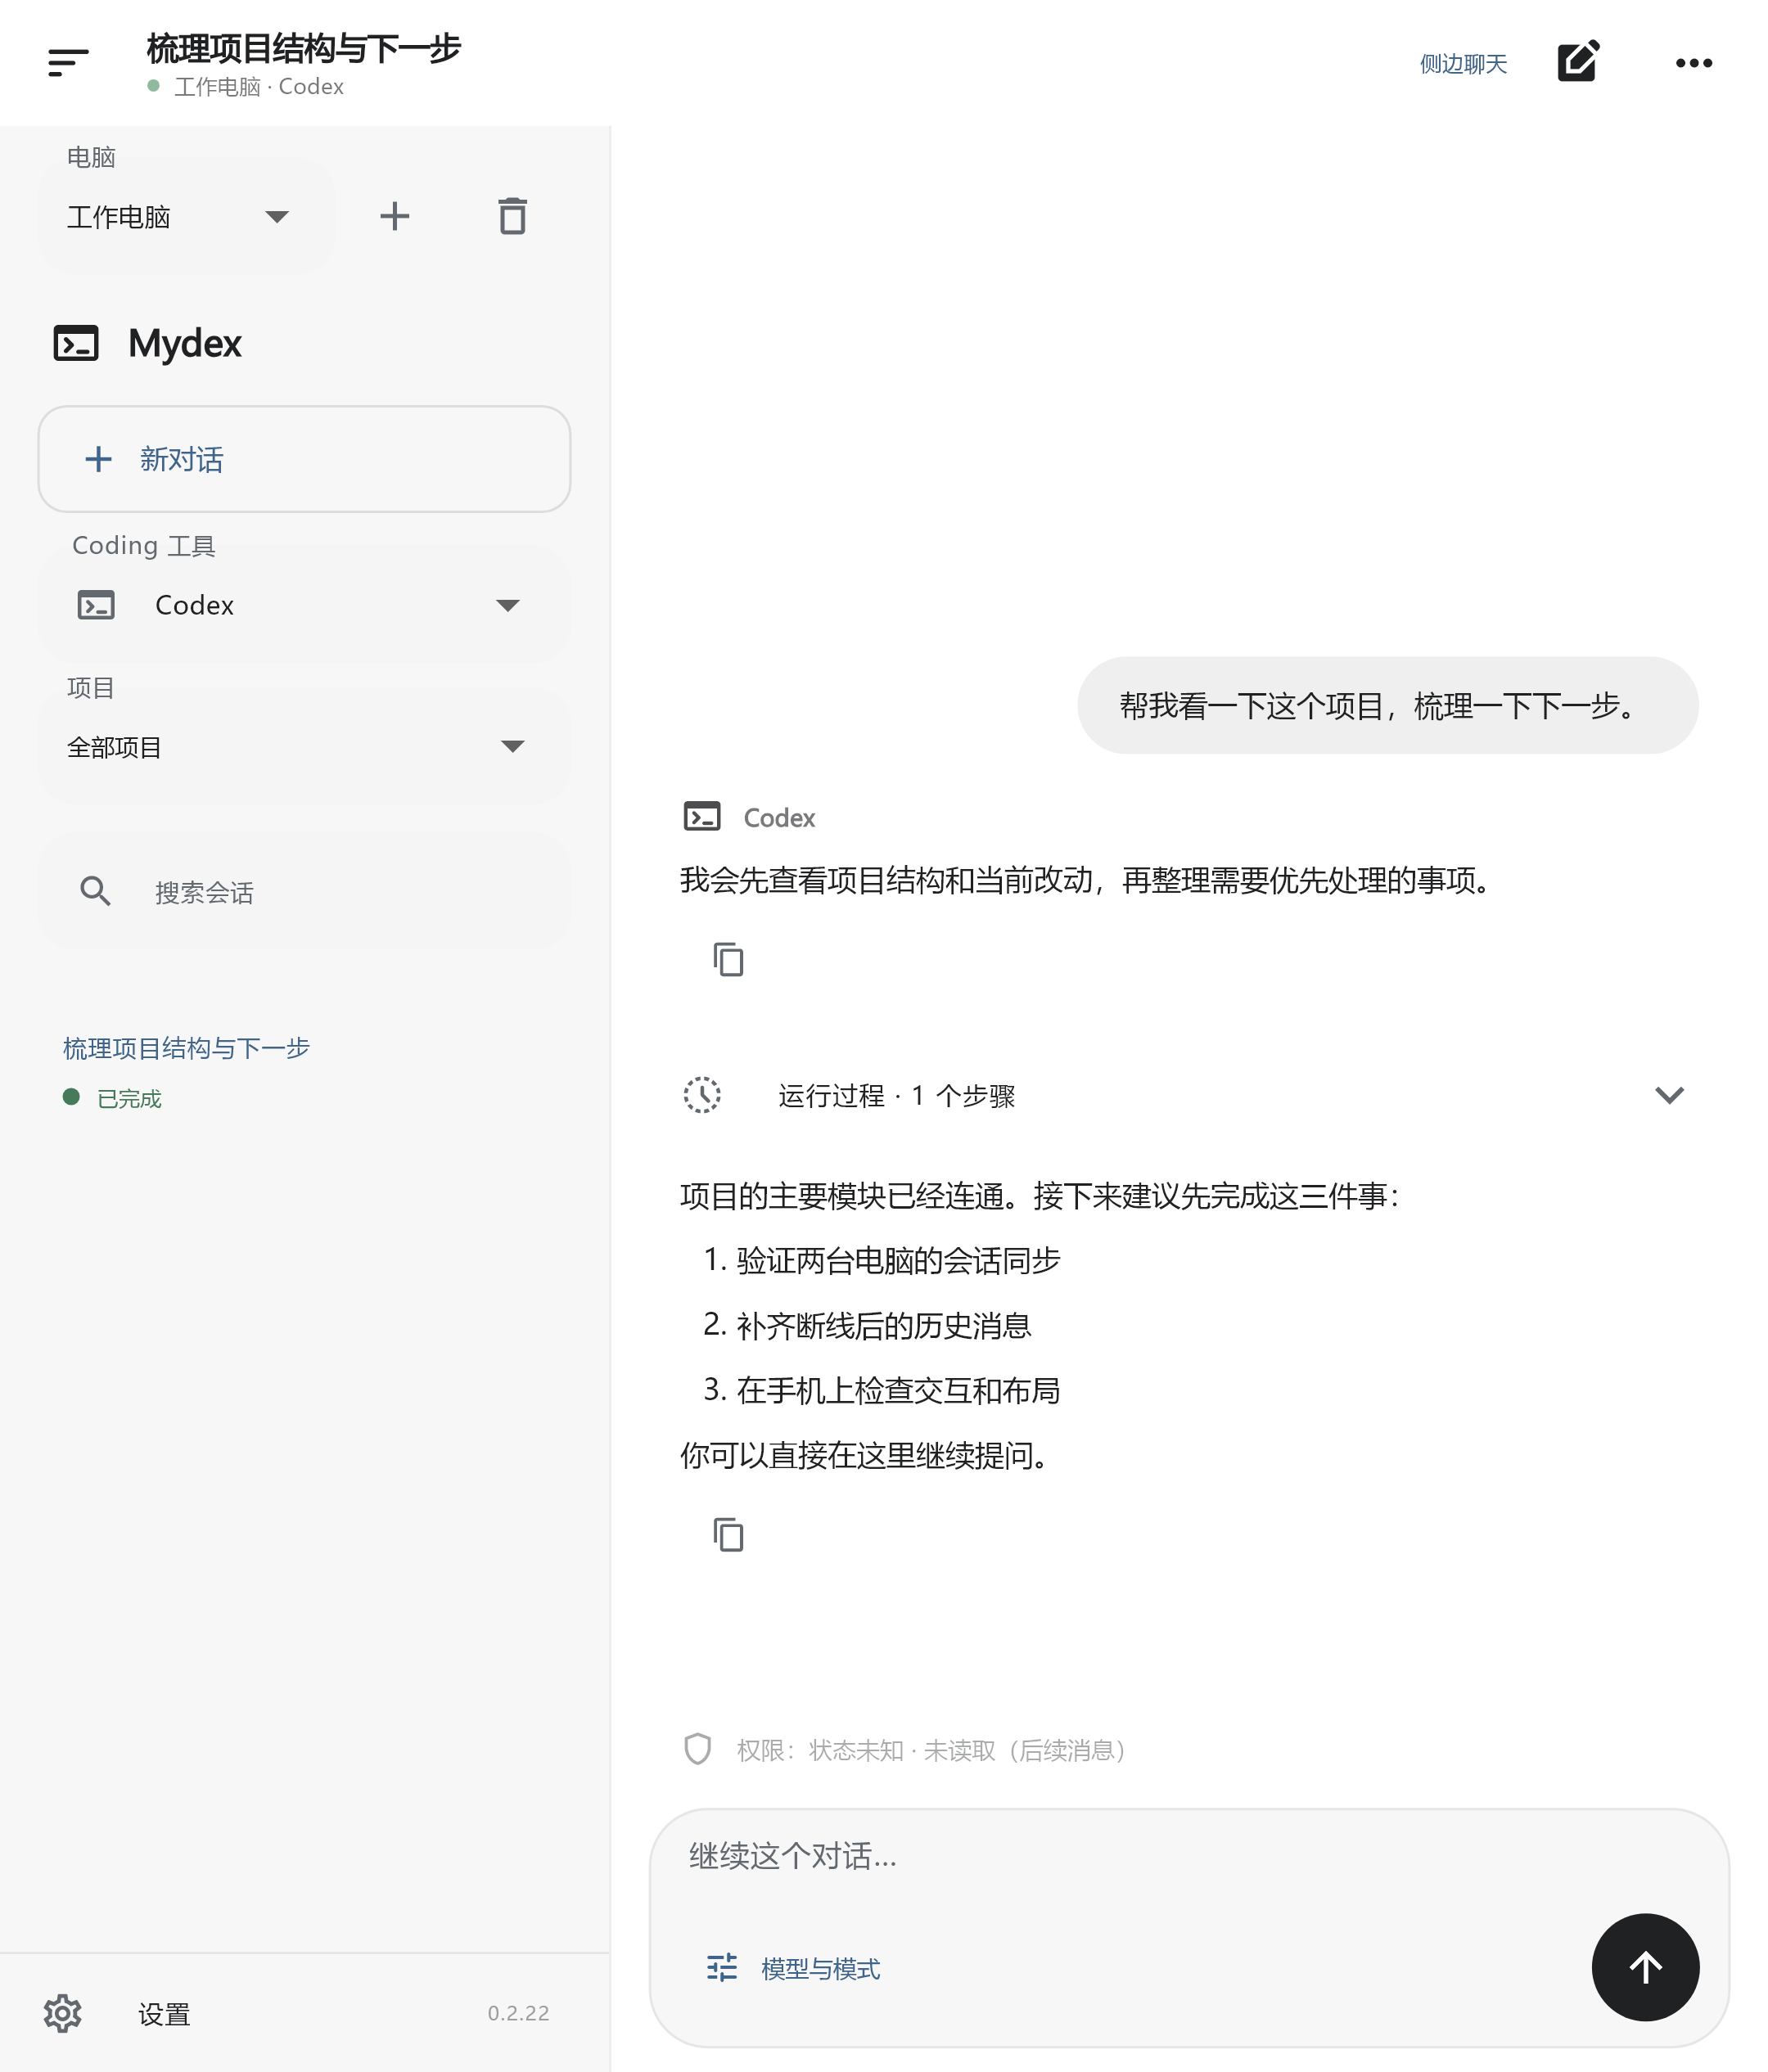 梳理项目结构与下一步
工作电脑 · Codex
侧边聊天
电脑
工作电脑
Mydex
新对话
Coding 工具
Codex
项目
全部项目
搜索会话
梳理项目结构与下一步
已完成
设置
0.2.22
帮我看一下这个项目，梳理一下下一步。
Codex
我会先查看项目结构和当前改动，再整理需要优先处理的事项。
运行过程 · 1 个步骤
项目的主要模块已经连通。接下来建议先完成这三件事：
1. 验证两台电脑的会话同步
2. 补齐断线后的历史消息
3. 在手机上检查交互和布局
你可以直接在这里继续提问。
权限：状态未知 · 未读取（后续消息）
继续这个对话...
模型与模式